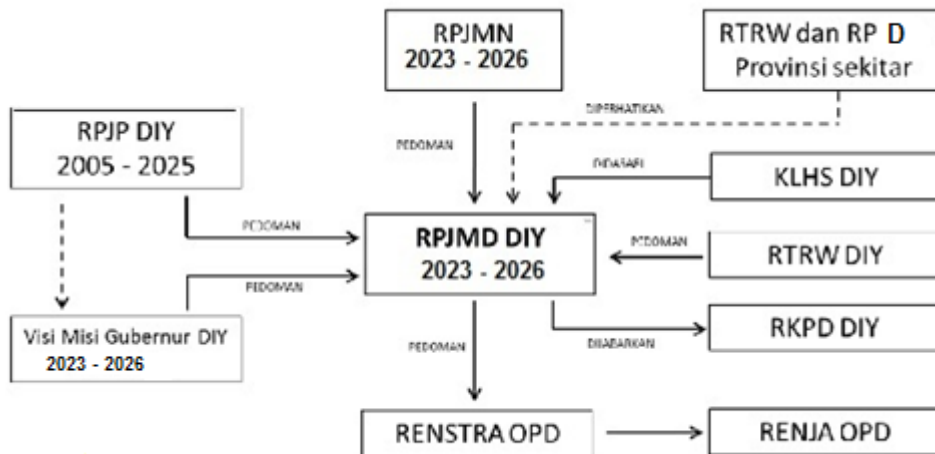 RPJMN
2023 - 2026
RTRW dan RP D
Provinsi sekitar
DIPERHATIKAN
RPJP DIY
2005 - 2025
PEDOMAN
DIDASARI
KLHS DIY
PEDOMAN
RPJMD DIY
2023 - 2026
PEDOMAN
RTRW DIY
PEDOMAN
Visi Misi Gubernur DIY
2023 - 2026
PEDOMAN
DIJABARKAN
RKPD DIY
RENSTRA OPD
RENJA OPD